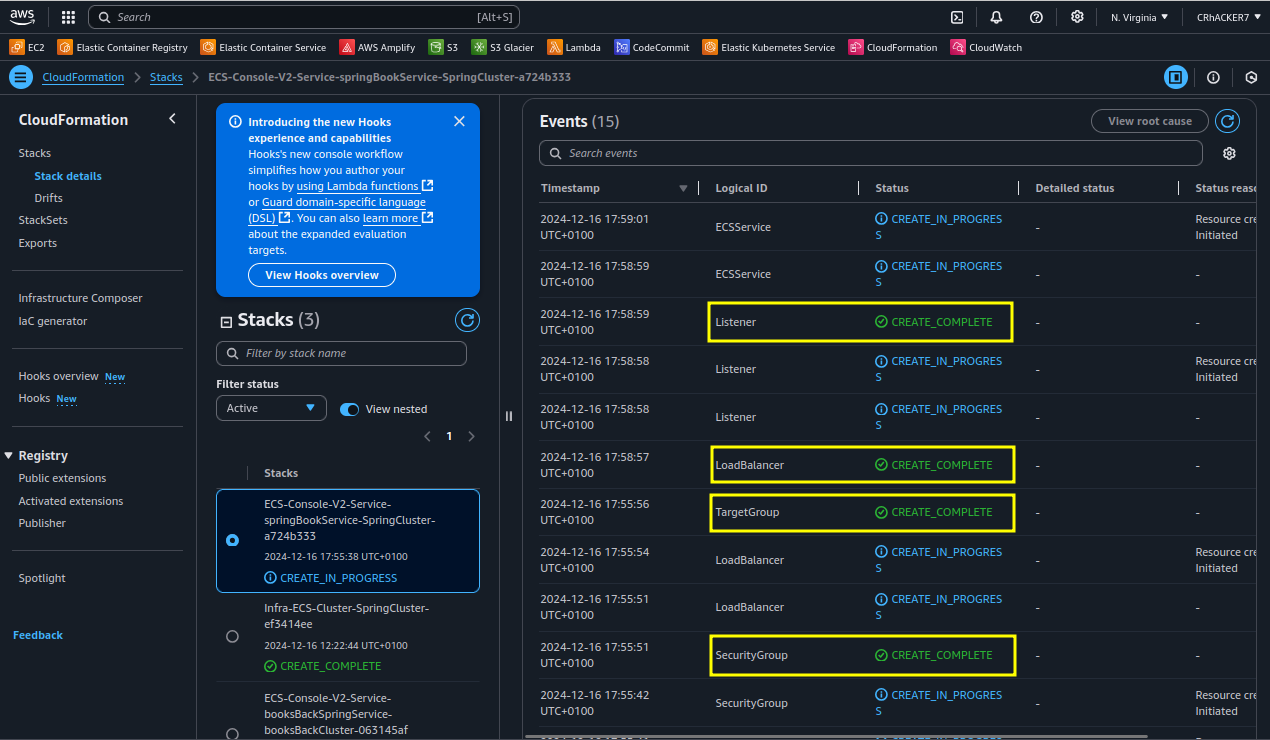 aws
Search [Alt+S]
N. Virginia ▼ CRhACKER7 ▼
EC2 Elastic Container Registry Elastic Container Service AWS Amplify S3 S3 Glacier Lambda CodeCommit Elastic Kubernetes Service CloudFormation CloudWatch
CloudFormation > Stacks > ECS-Console-V2-Service-springBookService-SpringCluster-a724b333
CloudFormation
Stacks
Stack details
Drifts
StackSets
Exports
Infrastructure Composer
IaC generator
Hooks overview New
Hooks New
Registry
Public extensions
Activated extensions
Publisher
Spotlight
Feedback
Introducing the new Hooks
experience and capabilities
Hooks's new console workflow
simplifies how you author your
hooks by using Lambda functions
or Guard domain-specific language
(DSL). You can also learn more
about the expanded evaluation
targets.
View Hooks overview
Stacks (3)
Filter by stack name
Filter status
Active View nested
1
Stacks
ECS-Console-V2-Service-
springBookService-SpringCluster-
a724b333
2024-12-16 17:55:38 UTC+0100
CREATE_IN_PROGRESS
Infra-ECS-Cluster-SpringCluster-
ef3414ee
2024-12-16 12:22:44 UTC+0100
CREATE_COMPLETE
ECS-Console-V2-Service-
booksBackSpringService-
booksBackCluster-063145af
Events (15) View root cause
Search events
Timestamp Logical ID Status Detailed status Status reaso
2024-12-16 17:59:01 CREATE_IN_PROGRES Resource cre
UTC+0100 ECSService S - Initiated
2024-12-16 17:58:59 CREATE_IN_PROGRES
UTC+0100 ECSService S - -
2024-12-16 17:58:59
UTC+0100 Listener CREATE_COMPLETE - -
2024-12-16 17:58:58 CREATE_IN_PROGRES Resource cre
UTC+0100 Listener S - Initiated
2024-12-16 17:58:58 CREATE_IN_PROGRES
UTC+0100 Listener S - -
2024-12-16 17:58:57
UTC+0100 LoadBalancer CREATE_COMPLETE - -
2024-12-16 17:55:56
UTC+0100 TargetGroup CREATE_COMPLETE - -
2024-12-16 17:55:54 CREATE_IN_PROGRES Resource cre
UTC+0100 LoadBalancer S - Initiated
2024-12-16 17:55:51 CREATE_IN_PROGRES
UTC+0100 LoadBalancer S - -
2024-12-16 17:55:51
UTC+0100 SecurityGroup CREATE_COMPLETE - -
2024-12-16 17:55:42 CREATE_IN_PROGRES Resource cre
UTC+0100 SecurityGroup S - Initiated